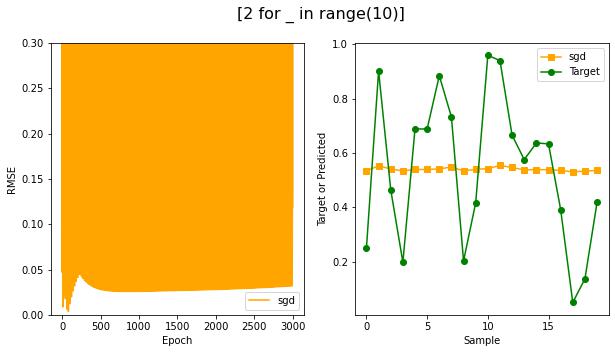 [2 for _ in range(10)]
RMSE
0.30
0.25
0.20
0.15
0.10
0.05
0.00
0
500
1000
1500
2000
2500
3000
Epoch
sgd
Target or Predicted
1.0
0.8
0.6
0.4
0.2
0
5
10
15
Sample
sgd
Target